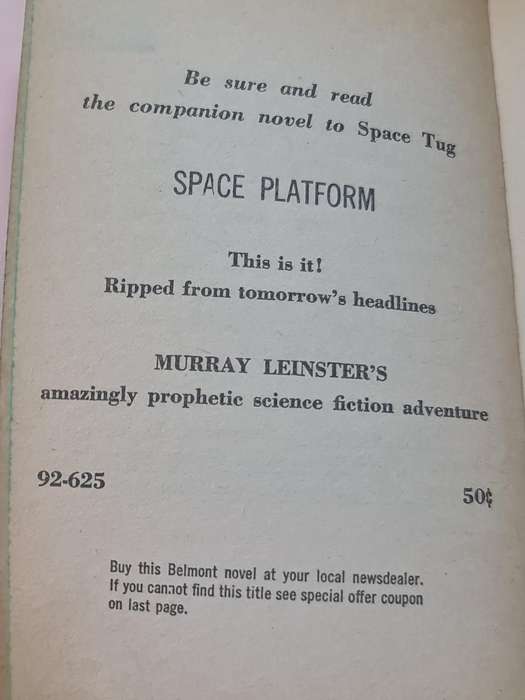 Be sure and read
the companion novel to Space Tug
SPACE PLATFORM
This is it!
Ripped from tomorrow's headlines
MURRAY LEINSTER'S
amazingly prophetic science fiction adventure
92-625
50¢
Buy this Belmont novel at your local newsdealer.
If you cannot find this title see special offer coupon
on last page.